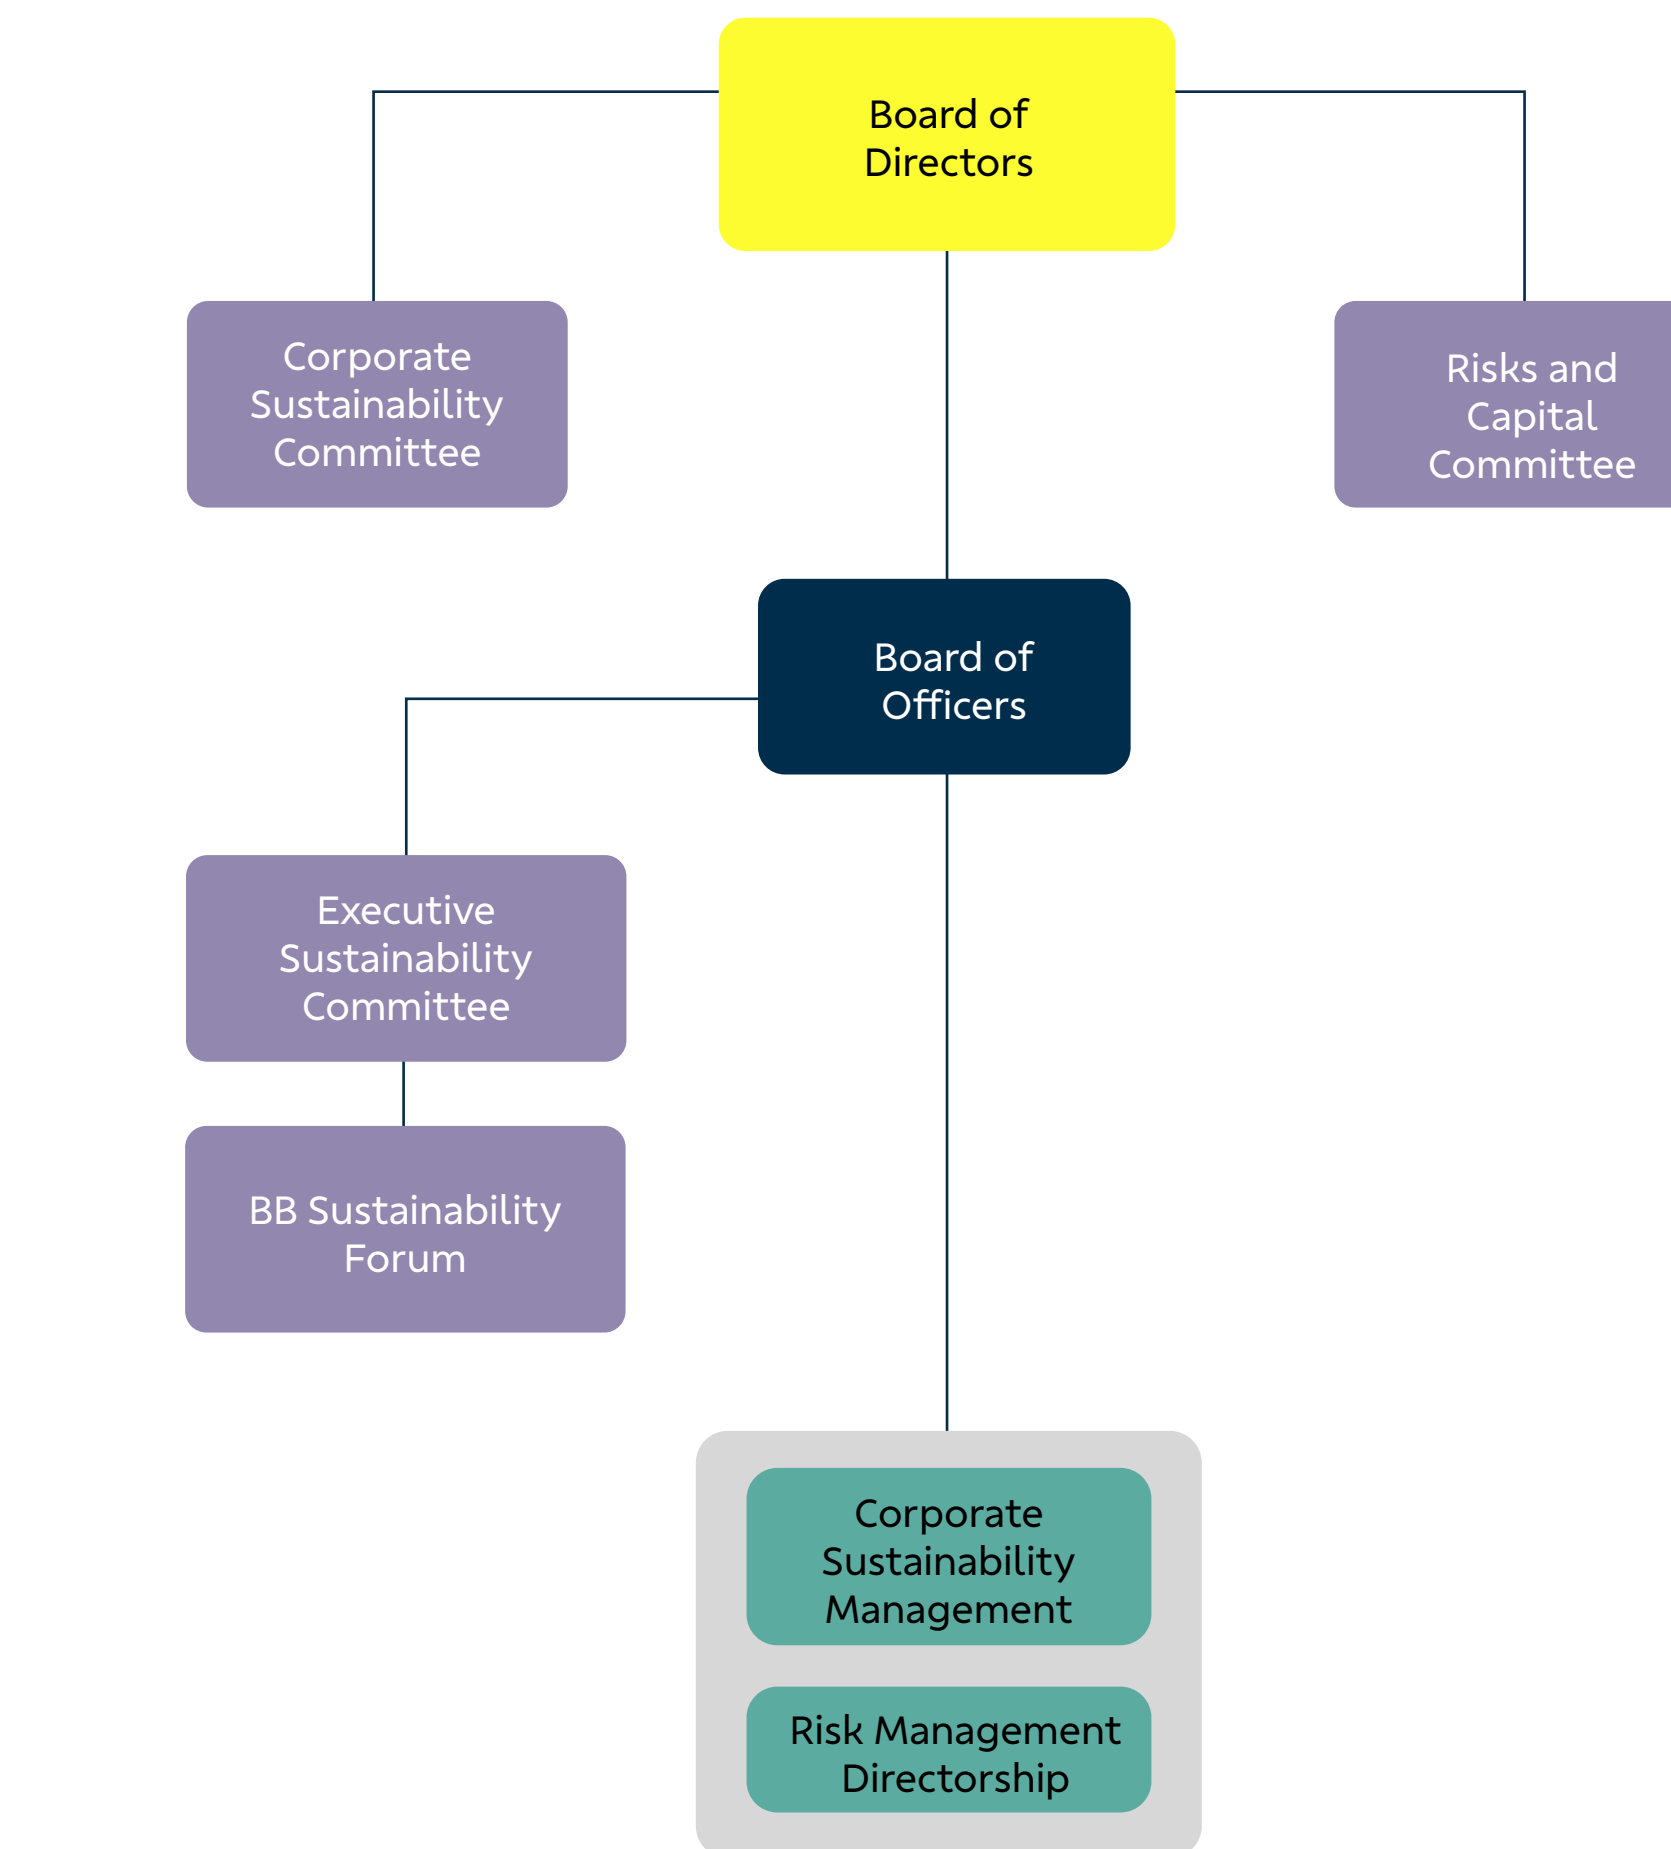 Board of
Directors
Corporate
Sustainability
Committee
Risks and
Capital
Committee
Board of
Officers
Executive
Sustainability
Committee
BB Sustainability
Forum
Corporate
Sustainability
Management
Risk Management
Directorship